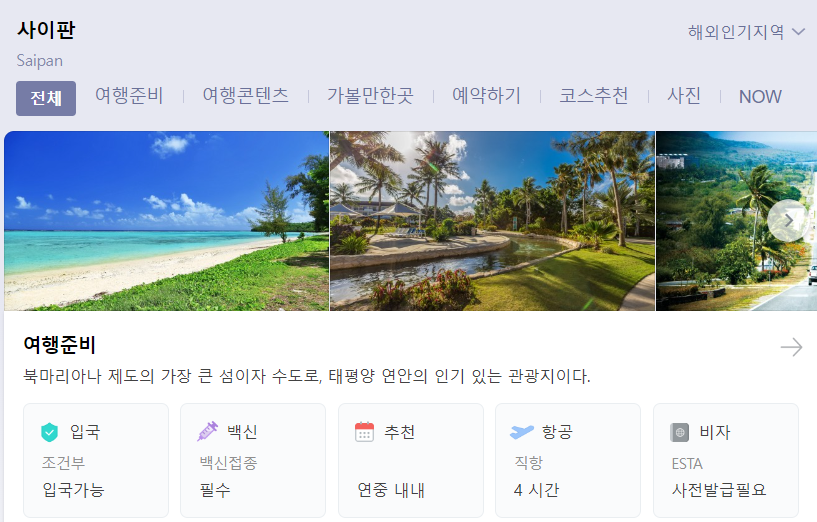 사이판
해외인기지역
Saipan
전체 여행준비 여행콘텐츠 가볼만한곳 예약하기 코스추천 사진 NOW
여행준비
북마리아나 제도의 가장 큰 섬이자 수도로, 태평양 연안의 인기 있는 관광지이다.
입국
조건부
입국가능
백신
백신접종
필수
추천
연중 내내
항공
직항
4 시간
비자
ESTA
사전발급필요